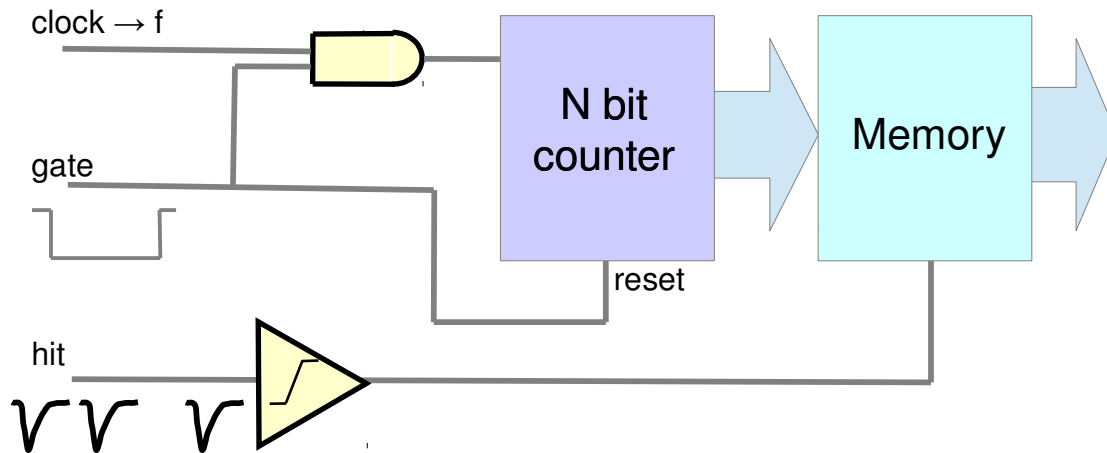 clock → f
N bit
counter
Memory
gate
reset
hit